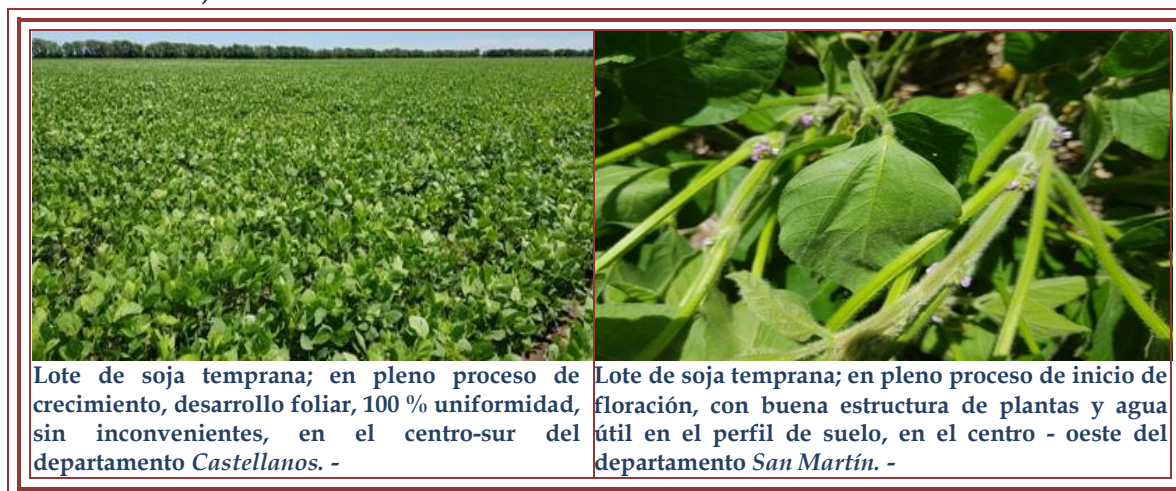 Lote de soja temprana; en pleno proceso de
crecimiento, desarrollo foliar, 100 % uniformidad,
sin inconvenientes, en el centro-sur del
departamento Castellanos. -
Lote de soja temprana; en pleno proceso de inicio de
floración, con buena estructura de plantas y agua
útil en el perfil de suelo, en el centro - oeste del
departamento San Martín. -